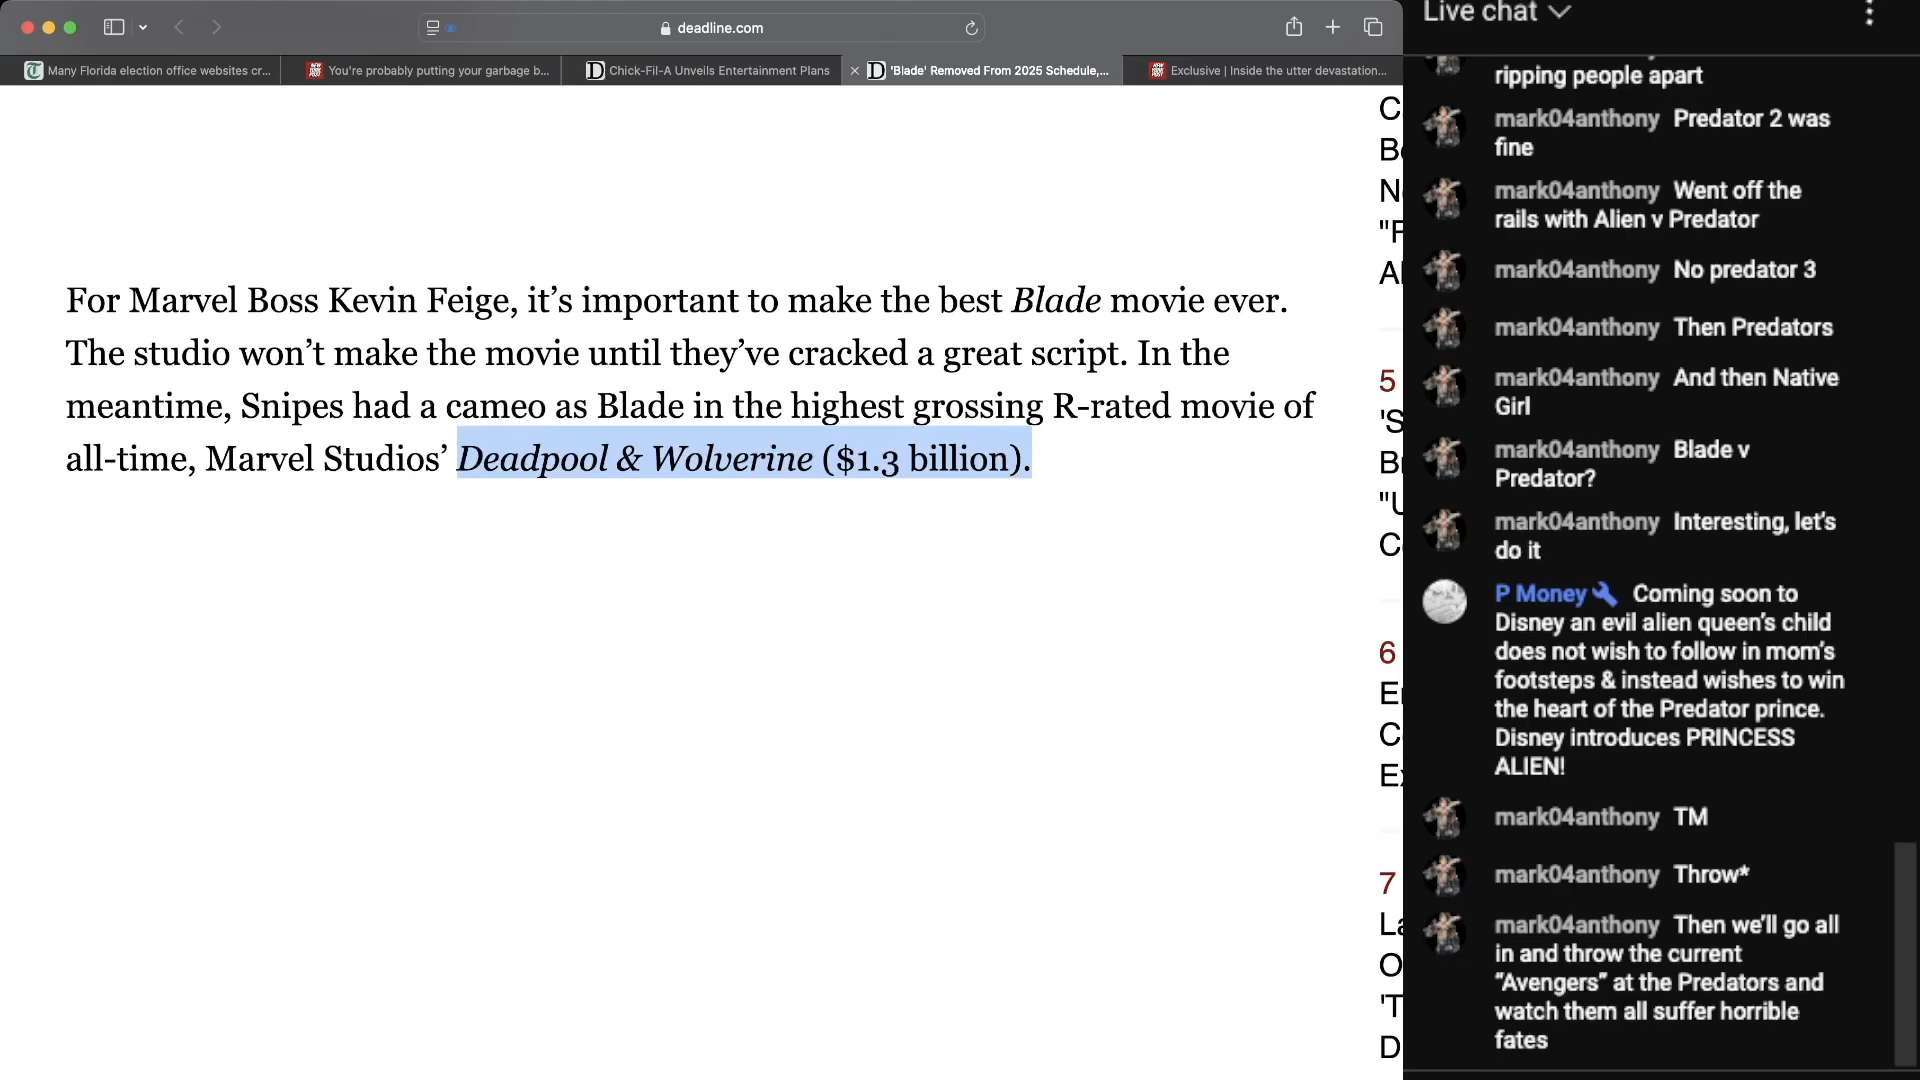 deadline.com
Many Florida election office websites cr...
You're probably putting your garbage b...
Chick-Fil-A Unveils Entertainment Plans
'Blade' Removed From 2025 Schedule,...
Exclusive | Inside the utter devastation...
For Marvel Boss Kevin Feige, it’s important to make the best Blade movie ever.
The studio won’t make the movie until they’ve cracked a great script. In the
meantime, Snipes had a cameo as Blade in the highest grossing R-rated movie of
all-time, Marvel Studios’ Deadpool & Wolverine ($1.3 billion).
5
6
7
Live chat
ripping people apart
mark04anthony Predator 2 was
fine
mark04anthony Went off the
rails with Alien v Predator
mark04anthony No predator 3
mark04anthony Then Predators
mark04anthony And then Native
Girl
mark04anthony Blade v
Predator?
mark04anthony Interesting, let's
do it
P Money Coming soon to
Disney an evil alien queen’s child
does not wish to follow in mom’s
footsteps & instead wishes to win
the heart of the Predator prince.
Disney introduces PRINCESS
ALIEN!
mark04anthony TM
mark04anthony Throw*
mark04anthony Then we’ll go all
in and throw the current
“Avengers” at the Predators and
watch them all suffer horrible
fates